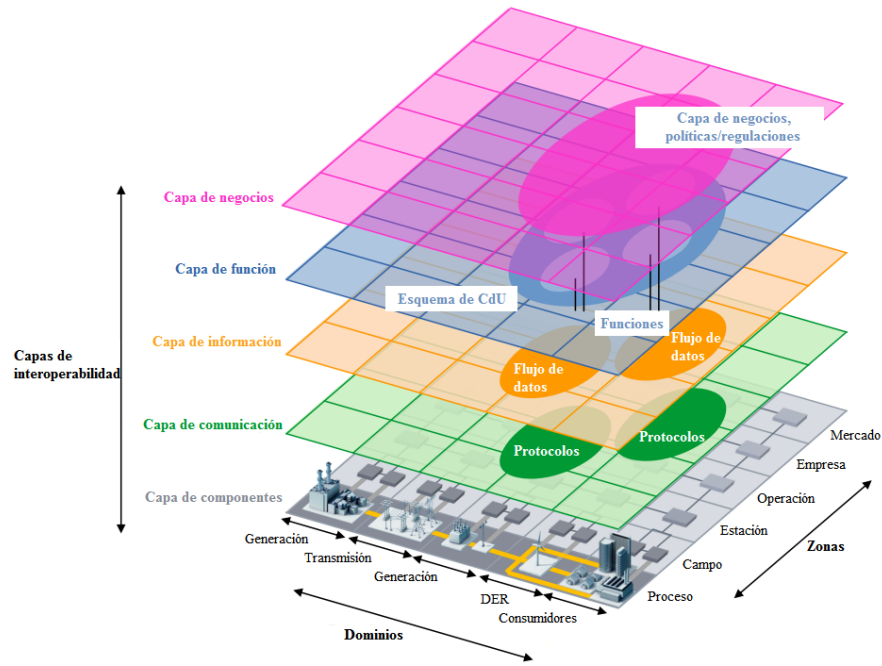 Capa de negocios,
políticas/regulaciones
Capa de negocios
Capa de función
Esquema de CdU
Funciones
Capa de información
Flujo de
datos
Flujo de
datos
Capas de
interoperabilidad
Capa de comunicación
Protocolos
Protocolos
Capa de componentes
Mercado
Empresa
Operación
Estación
Zonas
Campo
Proceso
Generación
Transmisión
Generación
DER
Consumidores
Dominios